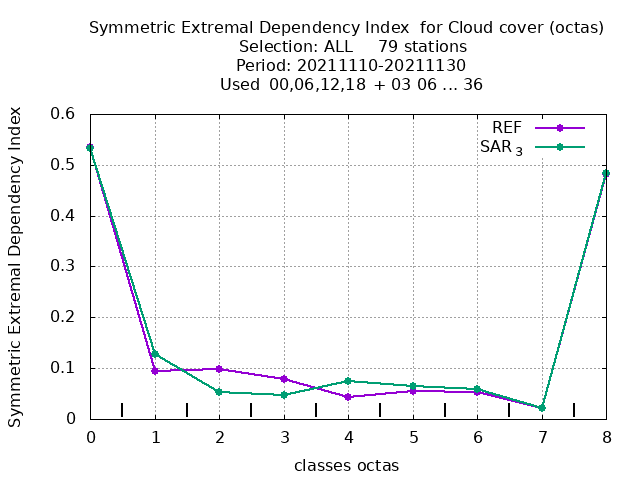 Symmetric Extremal Dependency Index  for Cloud cover (octas)
Selection: ALL     79 stations
Period: 20211110-20211130
Used  00,06,12,18  + 03 06 ... 36
Symmetric Extremal Dependency Index
0.6
0.5
0.4
0.3
0.2
0.1
0
REF
SAR 3
0 1 2 3 4 5 6 7 8
classes octas